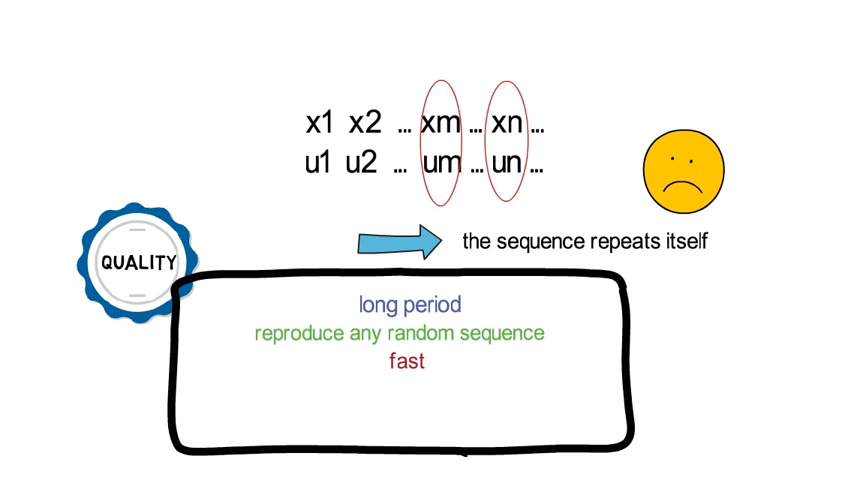 x1 x2 ... xm ... xn ...
u1 u2 ... um ... un ...
the sequence repeats itself
QUALITY
long period
reproduce any random sequence
fast